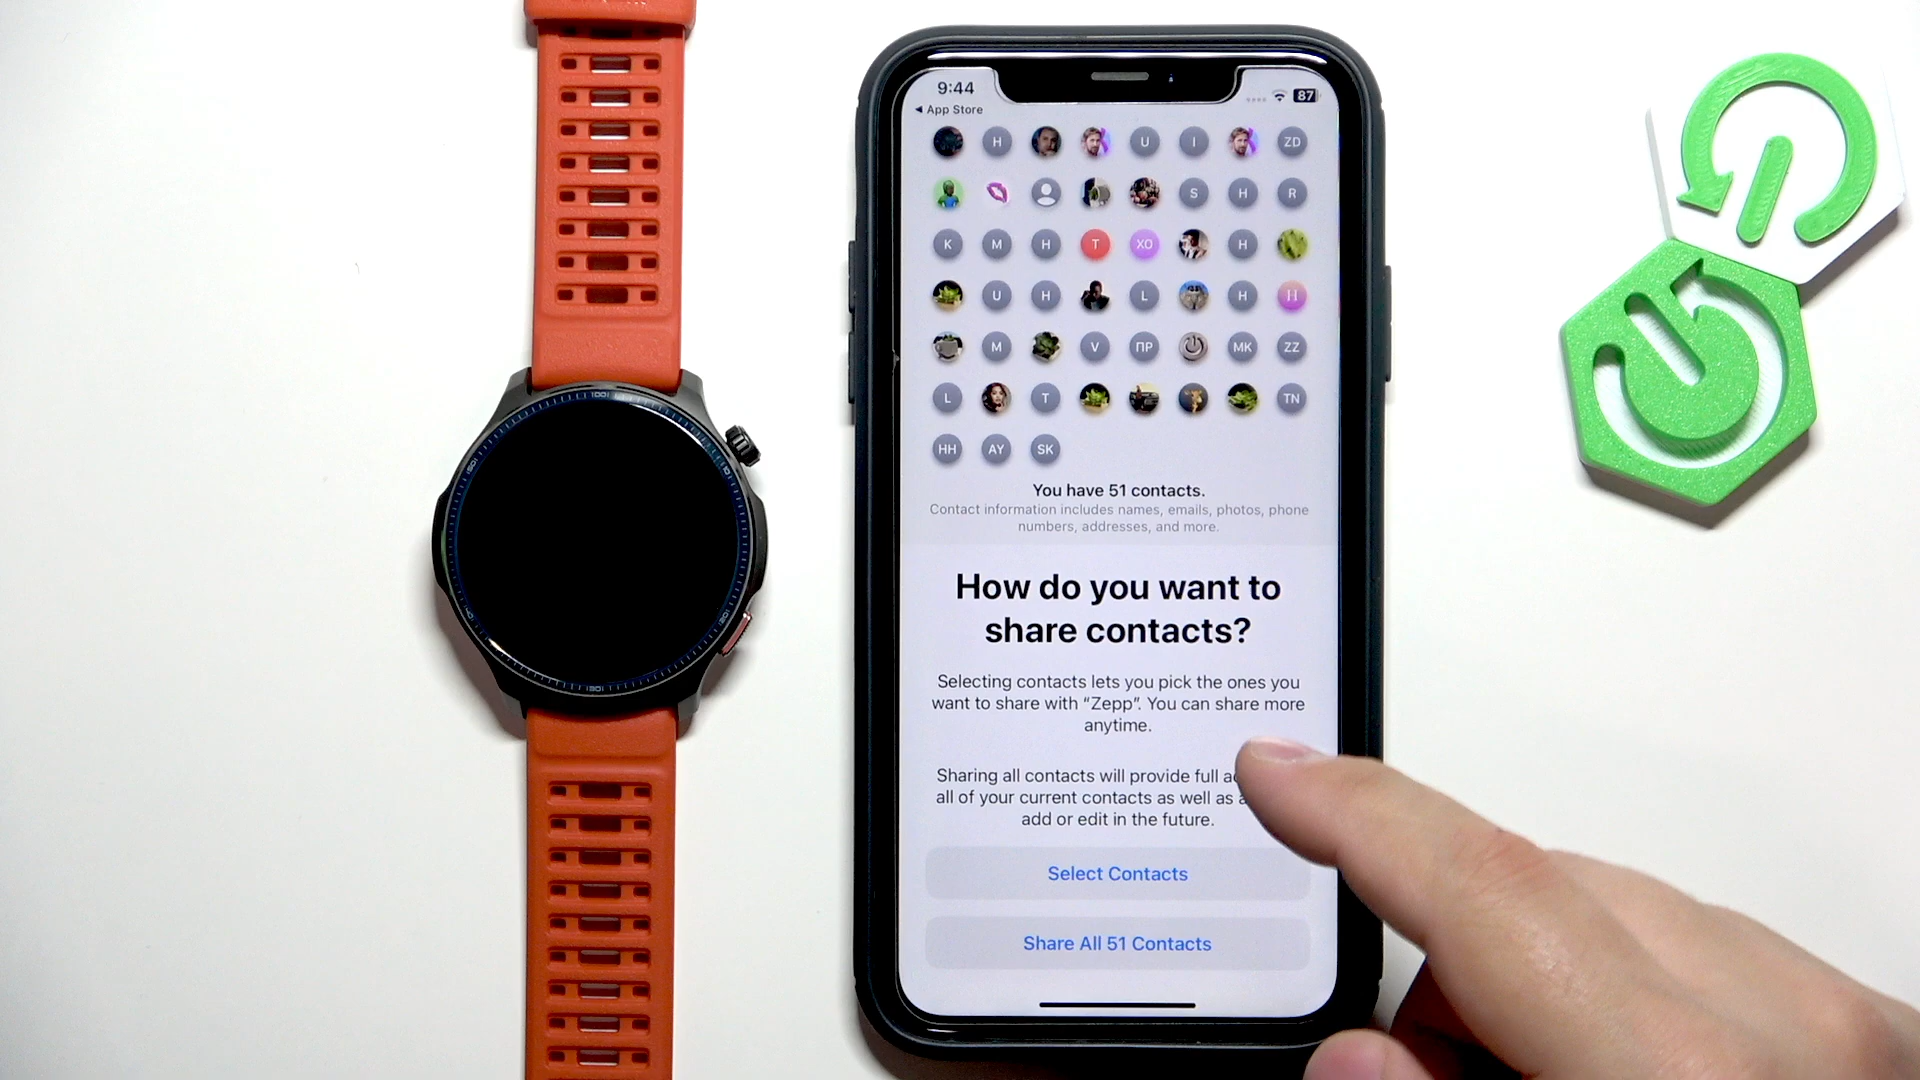 9:44
87
◄ App Store
H U I ZD
S H R
K M H T XO H
U H L H H
M V ПР MK ZZ
L T TN
HH AY SK
You have 51 contacts.
Contact information includes names, emails, photos, phone
numbers, addresses, and more.
How do you want to
share contacts?
Selecting contacts lets you pick the ones you
want to share with “Zepp”. You can share more
anytime.
Sharing all contacts will provide full
all of your current contacts as well as
add or edit in the future.
Select Contacts
Share All 51 Contacts